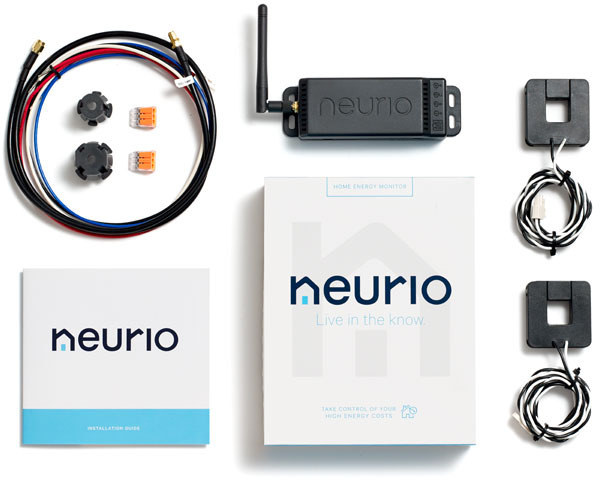 neurio
HOME ENERGY MONITOR
neurio
Live in the know.
TAKE CONTROL OF YOUR
HIGH ENERGY COSTS
neurio
INSTALLATION GUIDE